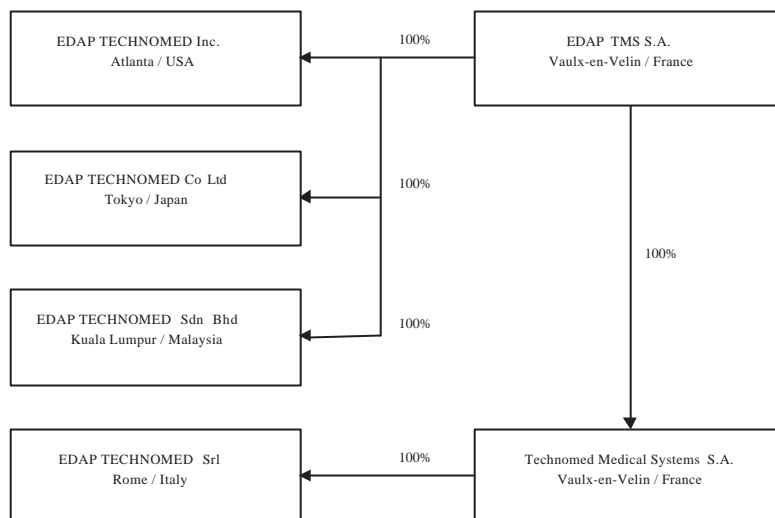 EDAP TECHNOMED Inc.
Atlanta / USA
100%
EDAP TMS S.A.
Vaulx-en-Velin / France
EDAP TECHNOMED Co Ltd
Tokyo / Japan
100%
100%
EDAP TECHNOMED Sdn Bhd
Kuala Lumpur / Malaysia
100%
EDAP TECHNOMED Srl
Rome / Italy
100%
Technomed Medical Systems S.A.
Vaulx-en-Velin / France